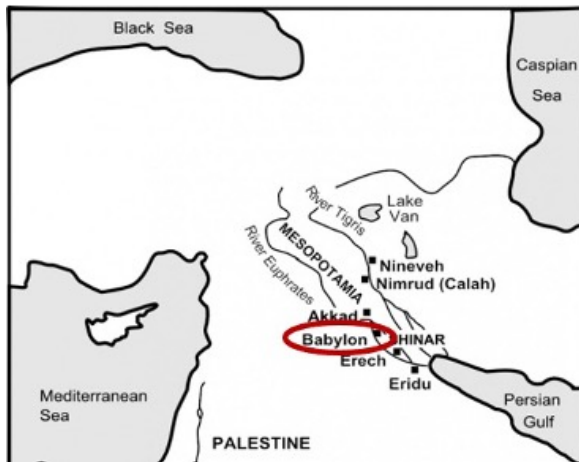 Black Sea
Caspian
Sea
Lake
Van
River Tigris
MESOPOTAMIA
River Euphrates
Nineveh
Nimrud (Calah)
Akkad
Babylon
HINAR
Erech
Eridu
Mediterranean
Sea
Persian
Gulf
PALESTINE